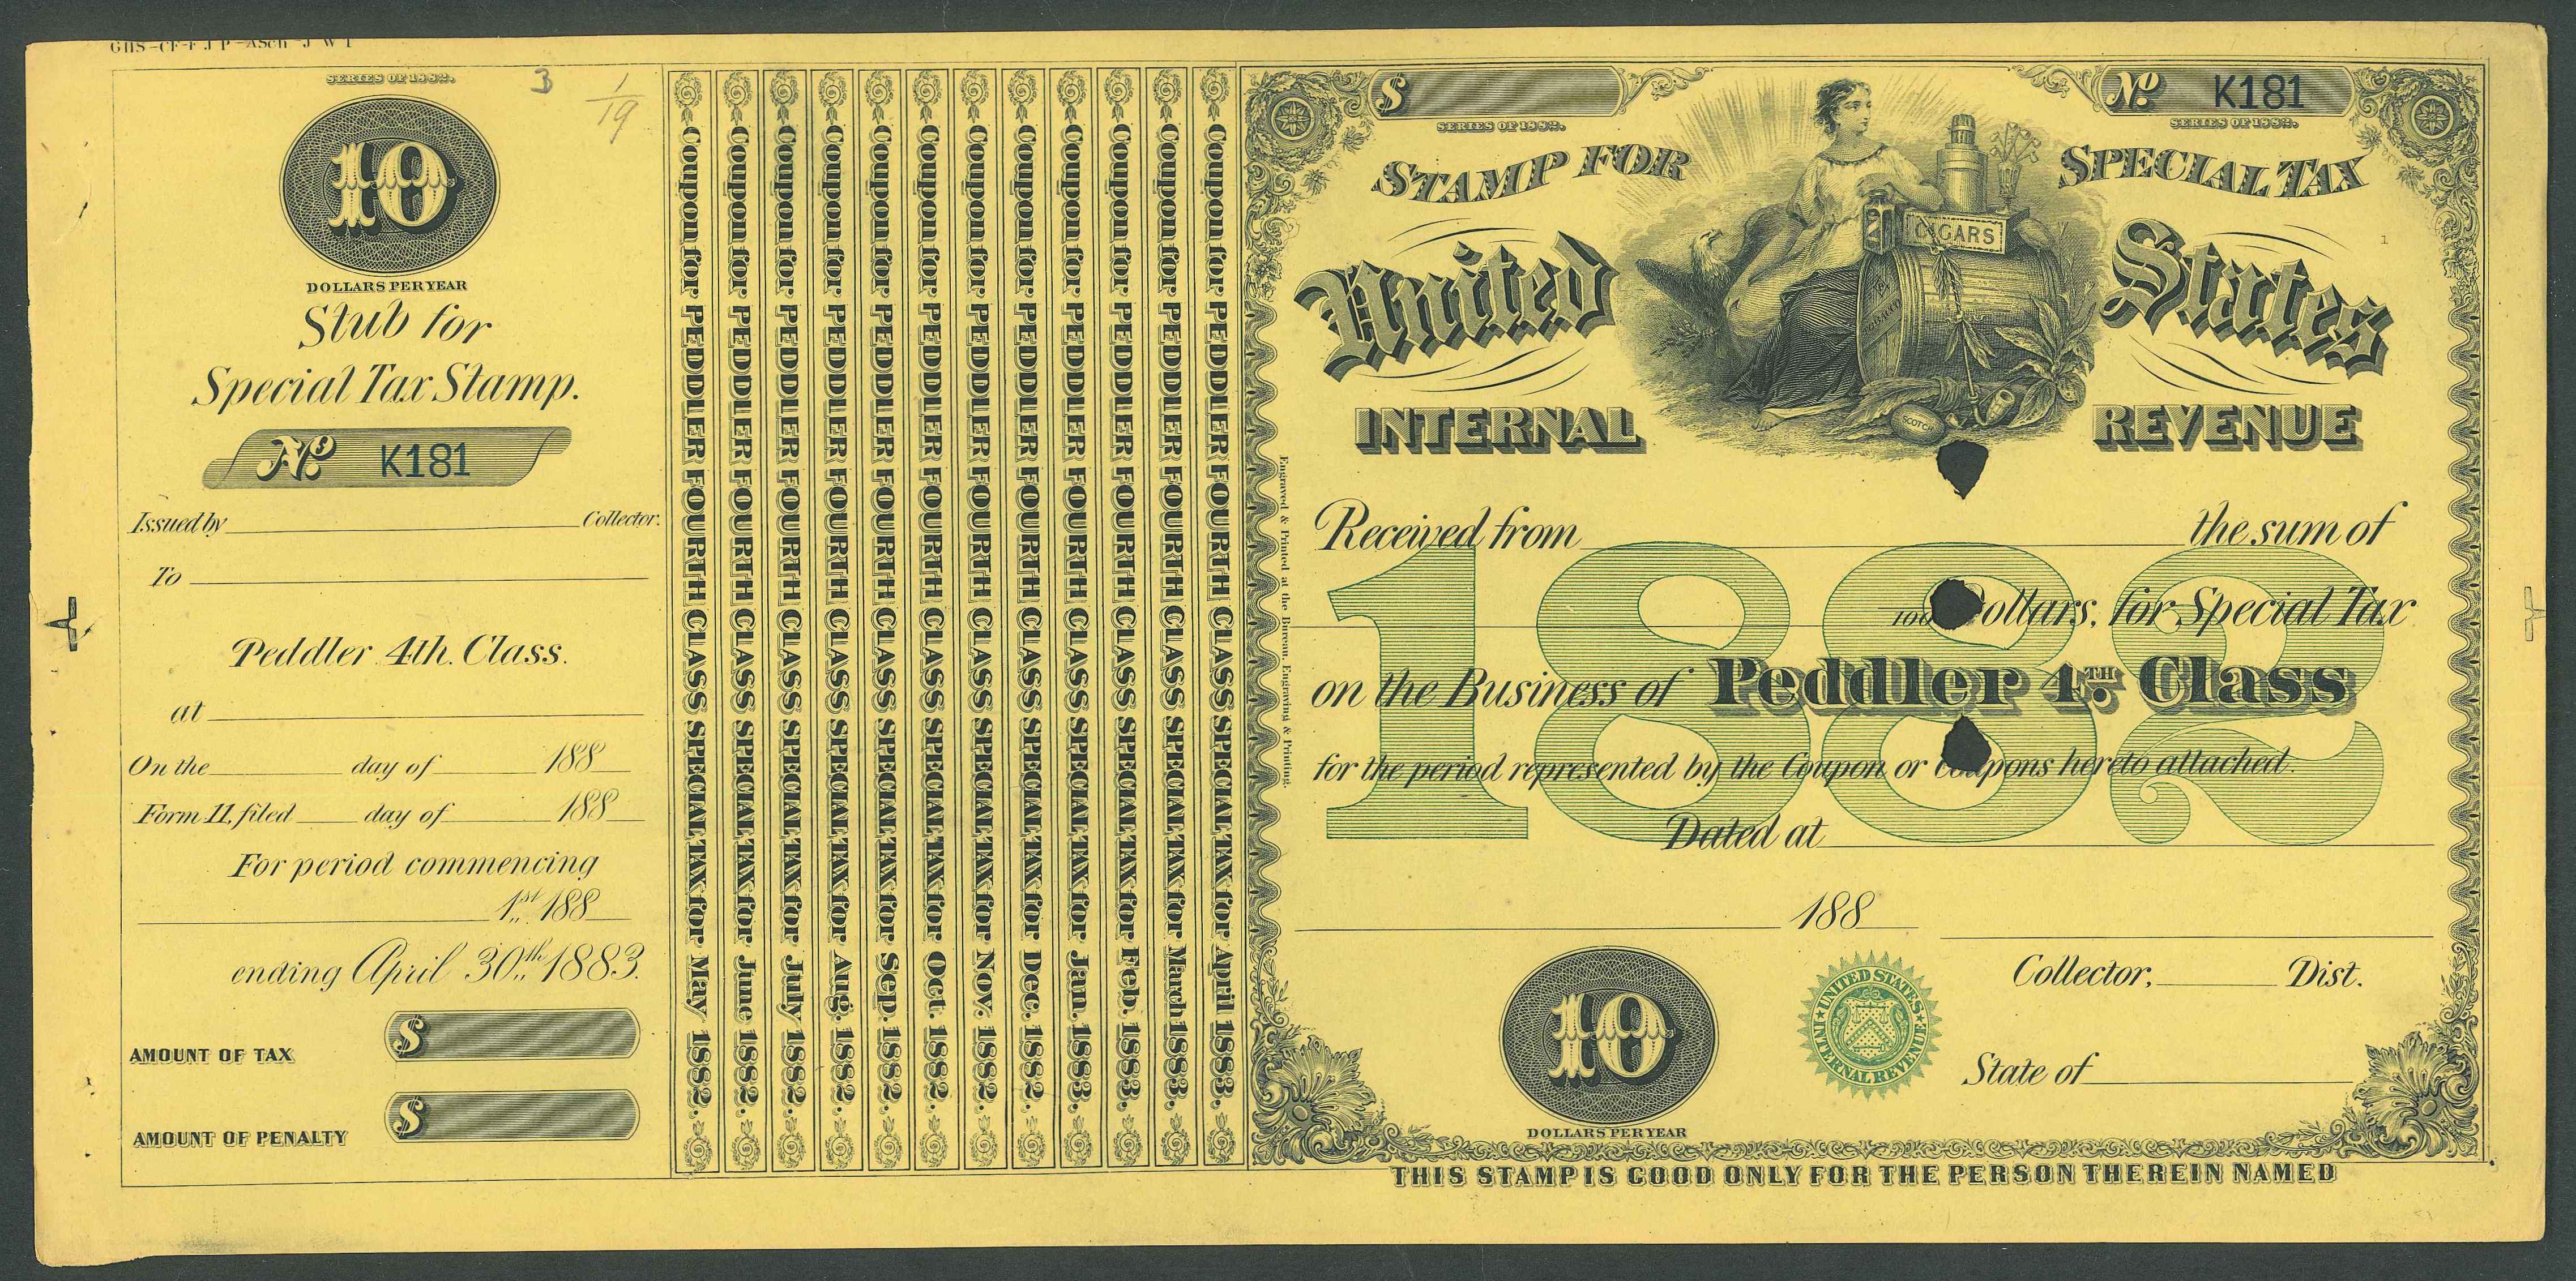 SERIES OF 1882.
3
1/19
10
DOLLARS PER YEAR
Stub for
Special Tax Stamp.
No. K181
Issued by Collector.
To
Peddler 4th. Class.
at
On the day of 188
Form 11, filed day of 188
For period commencing
1st. 188
ending April 30th. 1883.
AMOUNT OF TAX $
AMOUNT OF PENALTY $
Coupon for PEDDLER FOURTH CLASS SPECIAL TAX for May 1882.
Coupon for PEDDLER FOURTH CLASS SPECIAL TAX for June 1882.
Coupon for PEDDLER FOURTH CLASS SPECIAL TAX for July 1882.
Coupon for PEDDLER FOURTH CLASS SPECIAL TAX for Aug. 1882.
Coupon for PEDDLER FOURTH CLASS SPECIAL TAX for Sep. 1882.
Coupon for PEDDLER FOURTH CLASS SPECIAL TAX for Oct. 1882.
Coupon for PEDDLER FOURTH CLASS SPECIAL TAX for Nov. 1882.
Coupon for PEDDLER FOURTH CLASS SPECIAL TAX for Dec. 1882.
Coupon for PEDDLER FOURTH CLASS SPECIAL TAX for Jan. 1883.
Coupon for PEDDLER FOURTH CLASS SPECIAL TAX for Feb. 1883.
Coupon for PEDDLER FOURTH CLASS SPECIAL TAX for March 1883.
Coupon for PEDDLER FOURTH CLASS SPECIAL TAX for April 1883.
Engraved & Printed at the Bureau, Engraving & Printing.
$
No. K181
SERIES OF 1882.
SERIES OF 1882.
STAMP FOR SPECIAL TAX
CIGARS
TOBACCO
SCOTCH
United States
INTERNAL REVENUE
Received from the sum of
1882
100 Dollars, for Special Tax
on the Business of Peddler 4.TH Class
for the period represented by the Coupon or Coupons hereto attached.
Dated at
188
10
DOLLARS PER YEAR
UNITED STATES INTERNAL REVENUE
Collector, Dist.
State of
THIS STAMP IS GOOD ONLY FOR THE PERSON THEREIN NAMED